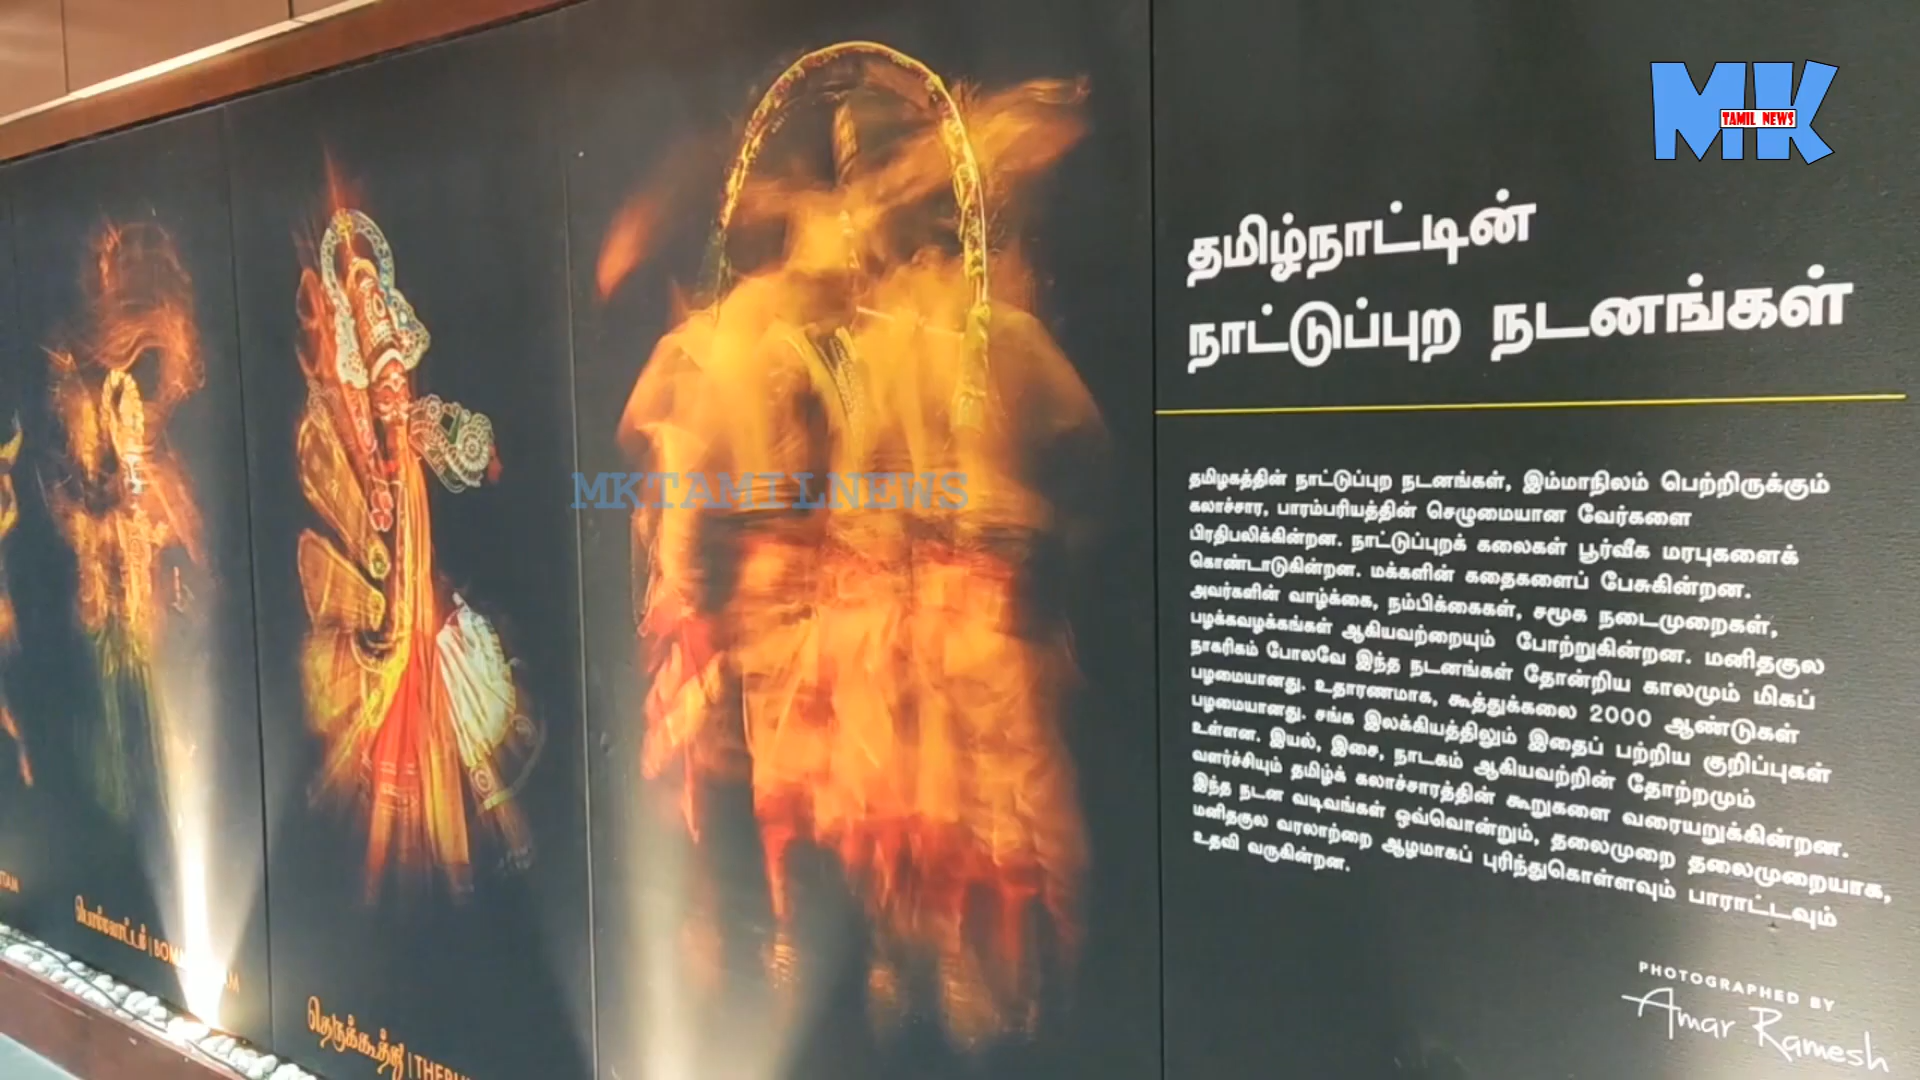 MK
TAMIL NEWS
தமிழ்நாட்டின்
நாட்டுப்புற நடனங்கள்
தமிழகத்தின் நாட்டுப்புற நடனங்கள், இம்மாநிலம் பெற்றிருக்கும்
கலாச்சார, பாரம்பரியத்தின் செழுமையான வேர்களை
பிரதிபலிக்கின்றன. நாட்டுப்புறக் கலைகள் பூர்வீக மரபுகளைக்
கொண்டாடுகின்றன. மக்களின் கதைகளைப் பேசுகின்றன.
அவர்களின் வாழ்க்கை, நம்பிக்கைகள், சமூக நடைமுறைகள்,
பழக்கவழக்கங்கள் ஆகியவற்றையும் போற்றுகின்றன. மனிதகுல
நாகரிகம் போலவே இந்த நடனங்கள் தோன்றிய காலமும் மிகப்
பழமையானது. உதாரணமாக, கூத்துக்கலை 2000 ஆண்டுகள்
பழமையானது. சங்க இலக்கியத்திலும் இதைப் பற்றிய குறிப்புகள்
உள்ளன. இயல், இசை, நாடகம் ஆகியவற்றின் தோற்றமும்
வளர்ச்சியும் தமிழ்க் கலாச்சாரத்தின் கூறுகளை வரையறுக்கின்றன.
இந்த நடன வடிவங்கள் ஒவ்வொன்றும், தலைமுறை தலைமுறையாக,
மனிதகுல வரலாற்றை ஆழமாகப் புரிந்துகொள்ளவும் பாராட்டவும்
உதவி வருகின்றன.
PHOTOGRAPHED BY
Amar Ramesh
MKTAMILNEWS
தெருக்கூத்து |